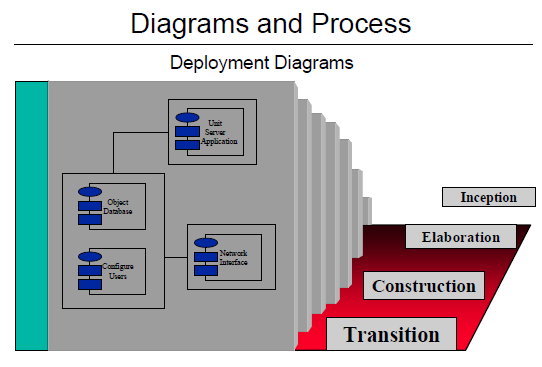 Diagrams and Process
Deployment Diagrams
Unit
Server
Application
Object
Database
Configure
Users
Network
Interface
Inception
Elaboration
Construction
Transition